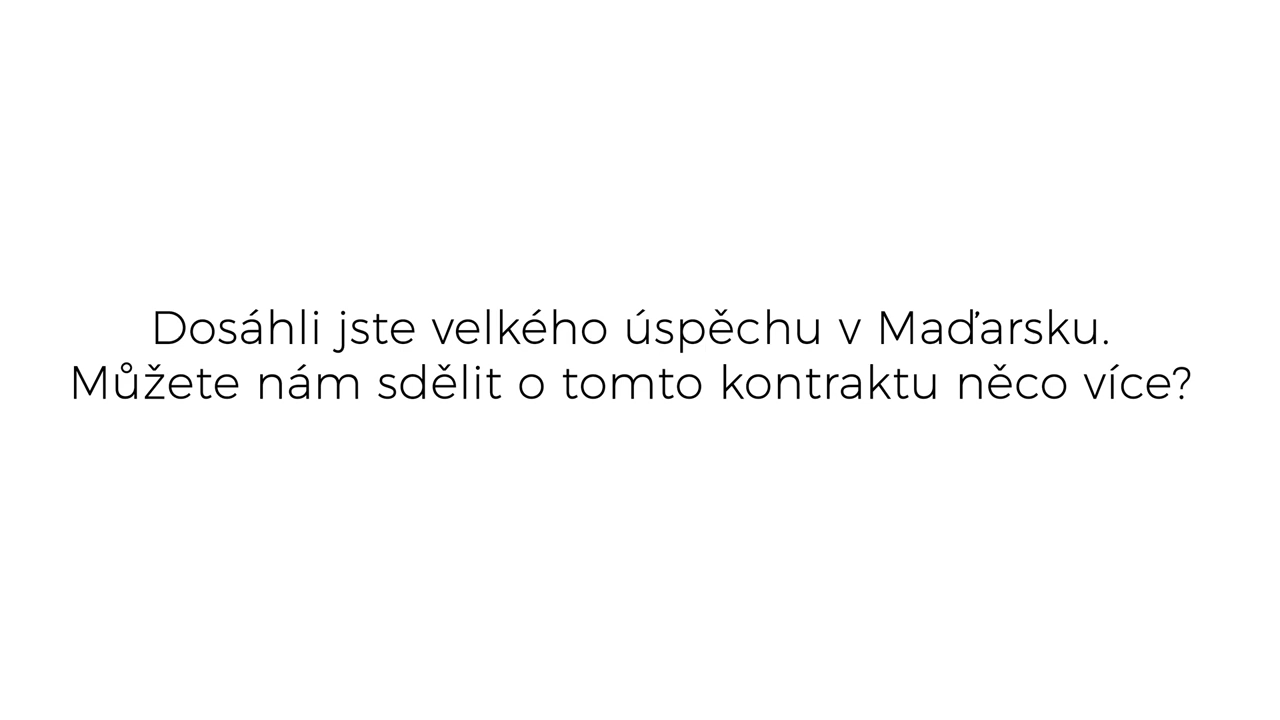 Dosáhli jste velkého úspěchu v Maďarsku.
Můžete nám sdělit o tomto kontraktu něco více?